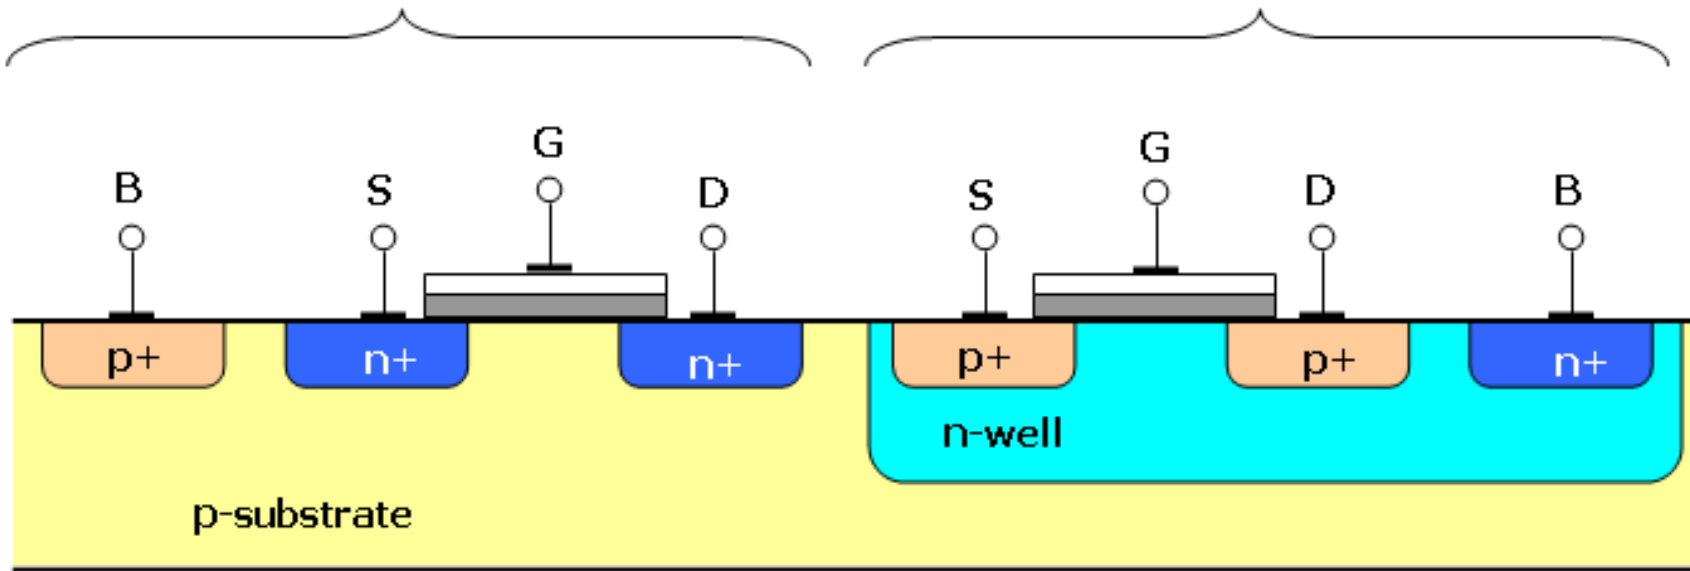 G G
B S D S D B
p+ n+ n+ p+ p+ n+
n-well
p-substrate